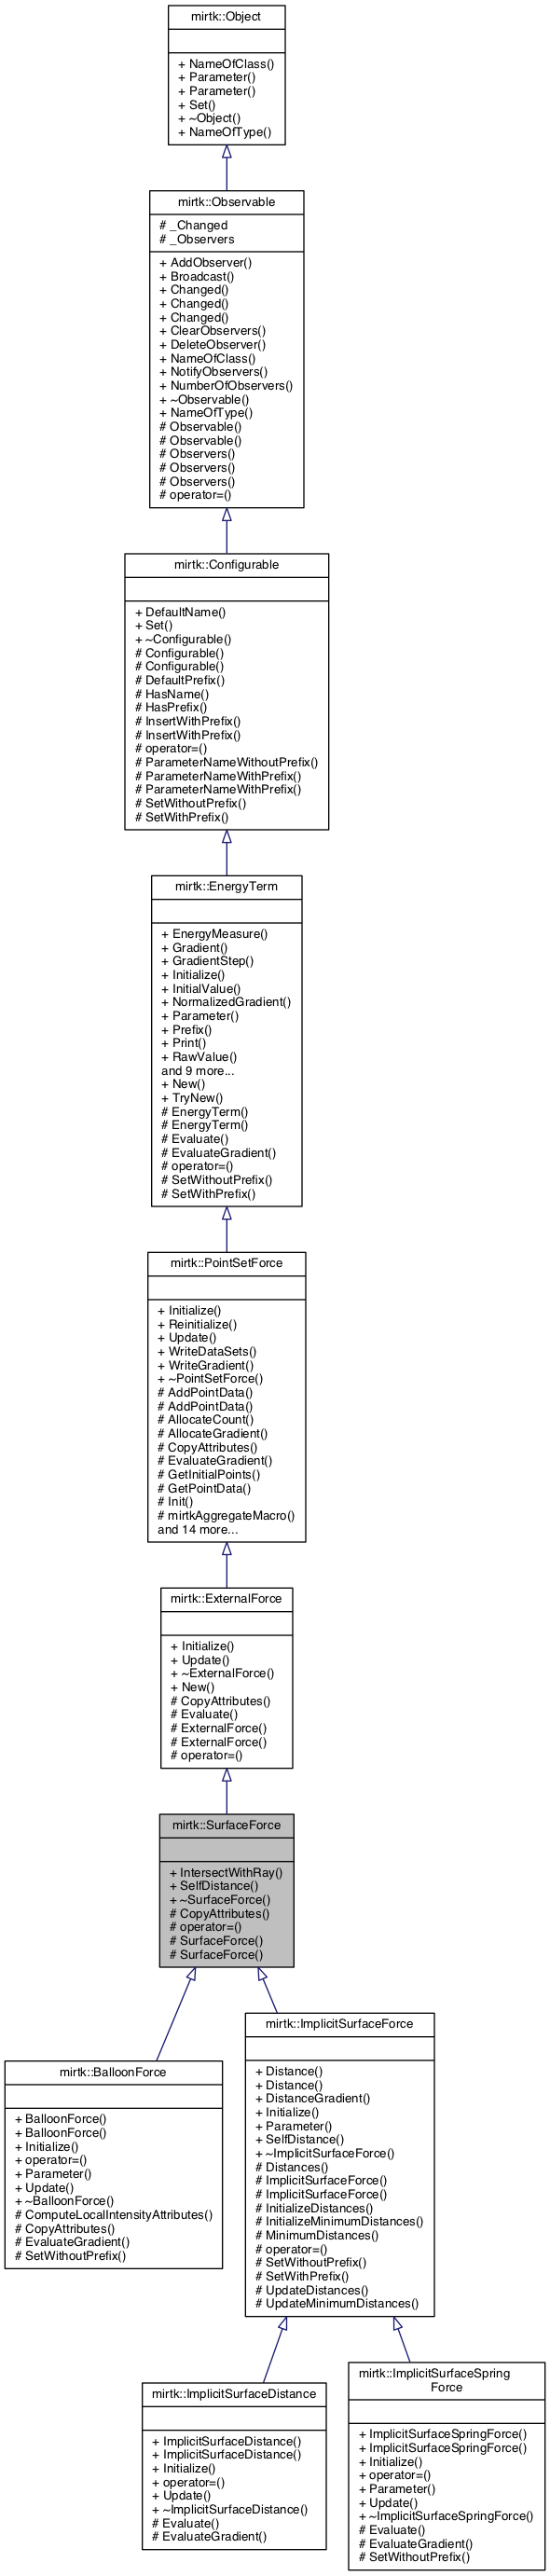 mirtk::Object
+ NameOfClass()
+ Parameter()
+ Parameter()
+ Set()
+ ~Object()
+ NameOfType()
mirtk::Observable
# _Changed
# _Observers
+ AddObserver()
+ Broadcast()
+ Changed()
+ Changed()
+ Changed()
+ ClearObservers()
+ DeleteObserver()
+ NameOfClass()
+ NotifyObservers()
+ NumberOfObservers()
+ ~Observable()
+ NameOfType()
# Observable()
# Observable()
# Observers()
# Observers()
# Observers()
# operator=()
mirtk::Configurable
+ DefaultName()
+ Set()
+ ~Configurable()
# Configurable()
# Configurable()
# DefaultPrefix()
# HasName()
# HasPrefix()
# InsertWithPrefix()
# InsertWithPrefix()
# operator=()
# ParameterNameWithoutPrefix()
# ParameterNameWithPrefix()
# ParameterNameWithPrefix()
# SetWithoutPrefix()
# SetWithPrefix()
mirtk::EnergyTerm
+ EnergyMeasure()
+ Gradient()
+ GradientStep()
+ Initialize()
+ InitialValue()
+ NormalizedGradient()
+ Parameter()
+ Prefix()
+ Print()
+ RawValue()
and 9 more...
+ New()
+ TryNew()
# EnergyTerm()
# EnergyTerm()
# Evaluate()
# EvaluateGradient()
# operator=()
# SetWithoutPrefix()
# SetWithPrefix()
mirtk::PointSetForce
+ Initialize()
+ Reinitialize()
+ Update()
+ WriteDataSets()
+ WriteGradient()
+ ~PointSetForce()
# AddPointData()
# AddPointData()
# AllocateCount()
# AllocateGradient()
# CopyAttributes()
# EvaluateGradient()
# GetInitialPoints()
# GetPointData()
# Init()
# mirtkAggregateMacro()
and 14 more...
mirtk::ExternalForce
+ Initialize()
+ Update()
+ ~ExternalForce()
+ New()
# CopyAttributes()
# Evaluate()
# ExternalForce()
# ExternalForce()
# operator=()
mirtk::SurfaceForce
+ IntersectWithRay()
+ SelfDistance()
+ ~SurfaceForce()
# CopyAttributes()
# operator=()
# SurfaceForce()
# SurfaceForce()
mirtk::BalloonForce
+ BalloonForce()
+ BalloonForce()
+ Initialize()
+ operator=()
+ Parameter()
+ Update()
+ ~BalloonForce()
# ComputeLocalIntensityAttributes()
# CopyAttributes()
# EvaluateGradient()
# SetWithoutPrefix()
mirtk::ImplicitSurfaceForce
+ Distance()
+ Distance()
+ DistanceGradient()
+ Initialize()
+ Parameter()
+ SelfDistance()
+ ~ImplicitSurfaceForce()
# Distances()
# ImplicitSurfaceForce()
# ImplicitSurfaceForce()
# InitializeDistances()
# InitializeMinimumDistances()
# MinimumDistances()
# operator=()
# SetWithoutPrefix()
# SetWithPrefix()
# UpdateDistances()
# UpdateMinimumDistances()
mirtk::ImplicitSurfaceDistance
+ ImplicitSurfaceDistance()
+ ImplicitSurfaceDistance()
+ Initialize()
+ operator=()
+ Update()
+ ~ImplicitSurfaceDistance()
# Evaluate()
# EvaluateGradient()
mirtk::ImplicitSurfaceSpring
Force
+ ImplicitSurfaceSpringForce()
+ ImplicitSurfaceSpringForce()
+ Initialize()
+ operator=()
+ Parameter()
+ Update()
+ ~ImplicitSurfaceSpringForce()
# Evaluate()
# EvaluateGradient()
# SetWithoutPrefix()